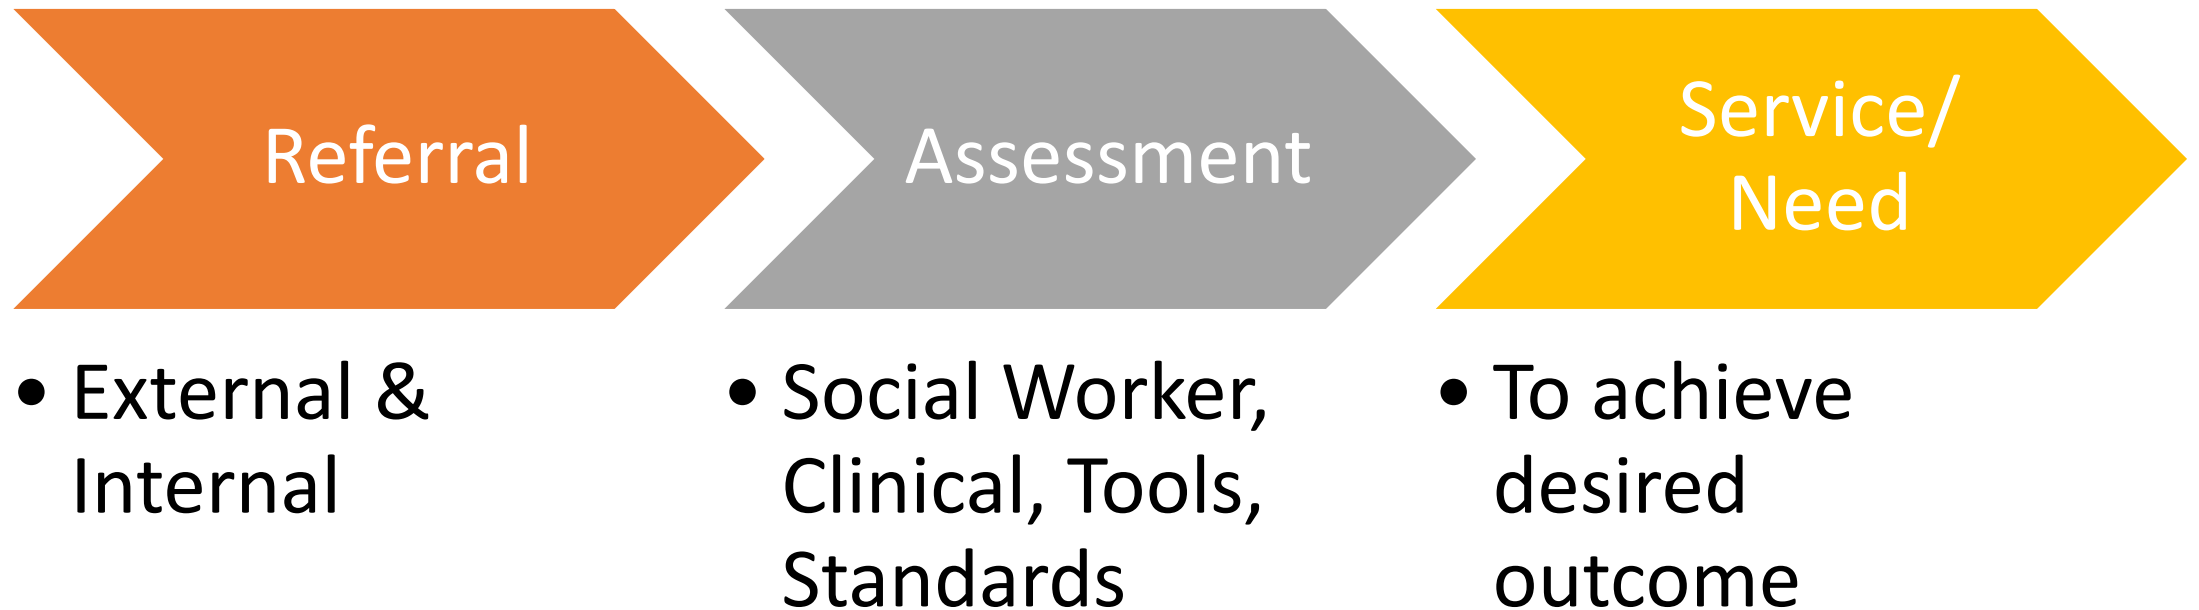 Referral
Assessment
Service/
Need
• External &
Internal
• Social Worker,
Clinical, Tools,
Standards
• To achieve
desired
outcome